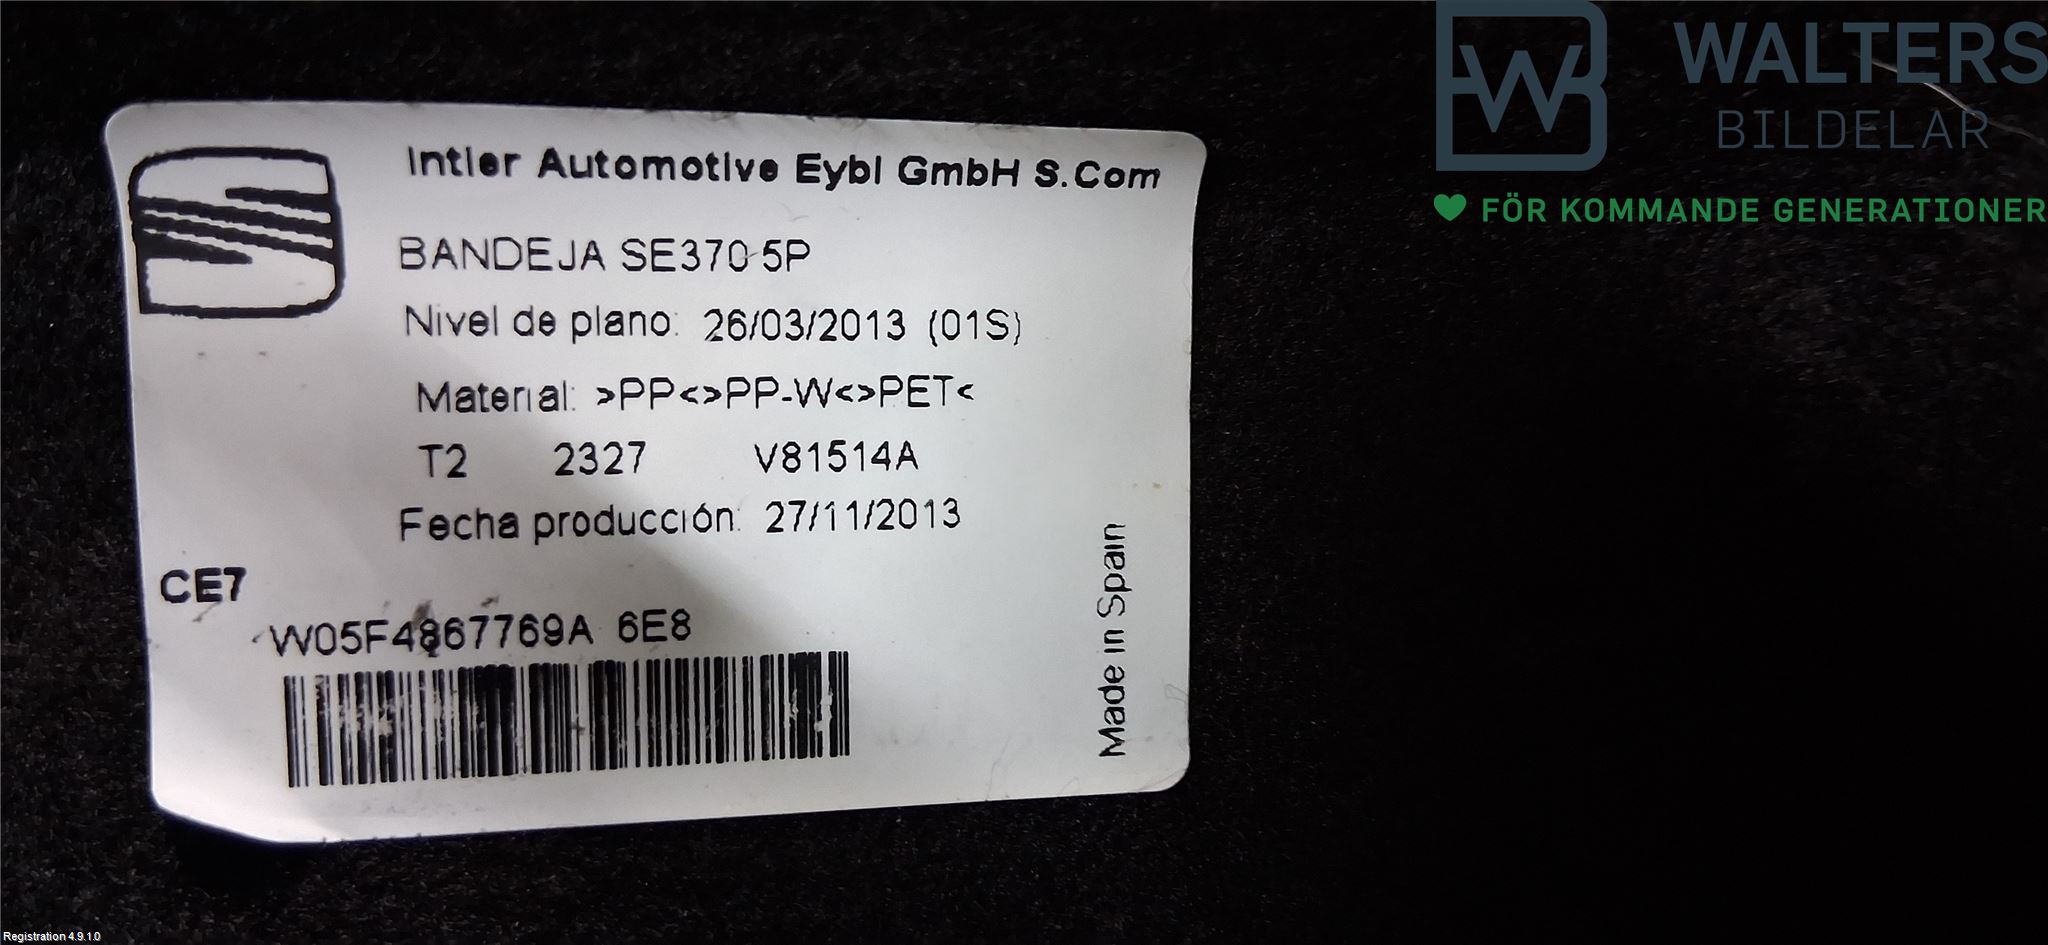 WALTERS
BILDELAR
FÖR KOMMANDE GENERATIONER
Intier Automotive Eybl GmbH S.Com
BANDEJA SE370 5P
Nivel de plano: 26/03/2013 (01S)
Material: >PP<>PP-W<>PET<
T2 2327 V81514A
Fecha producción: 27/11/2013
CE7
W05F4867769A 6E8
Made in Spain
Registration 4.9.1.0